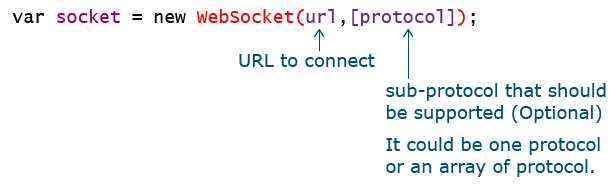 var socket = new WebSocket(url,[protocol]);
URL to connect
sub-protocol that should
be supported (Optional)
It could be one protocol
or an array of protocol.